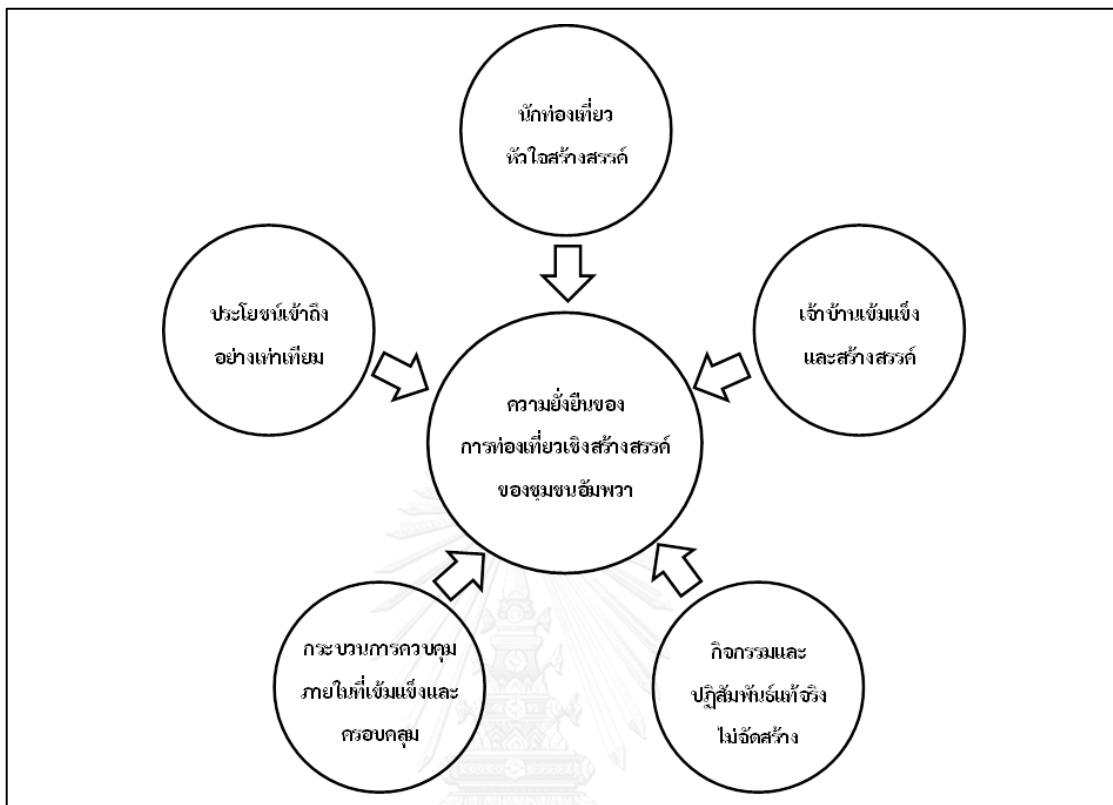 นักท่องเที่ยว
หัวใจสร้างสรรค์
ประโยชน์เข้าถึง
อย่างเท่าเทียม
เจ้าบ้านเข้มแข็ง
และสร้างสรรค์
ความยั่งยืนของ
การท่องเที่ยวเชิงสร้างสรรค์
ของชุมชนอัมพวา
กระบวนการควบคุม
ภายในที่เข้มแข็งและ
ครอบคลุม
กิจกรรมและ
ปฏิสัมพันธ์แท้จริง
ไม่จัดสร้าง